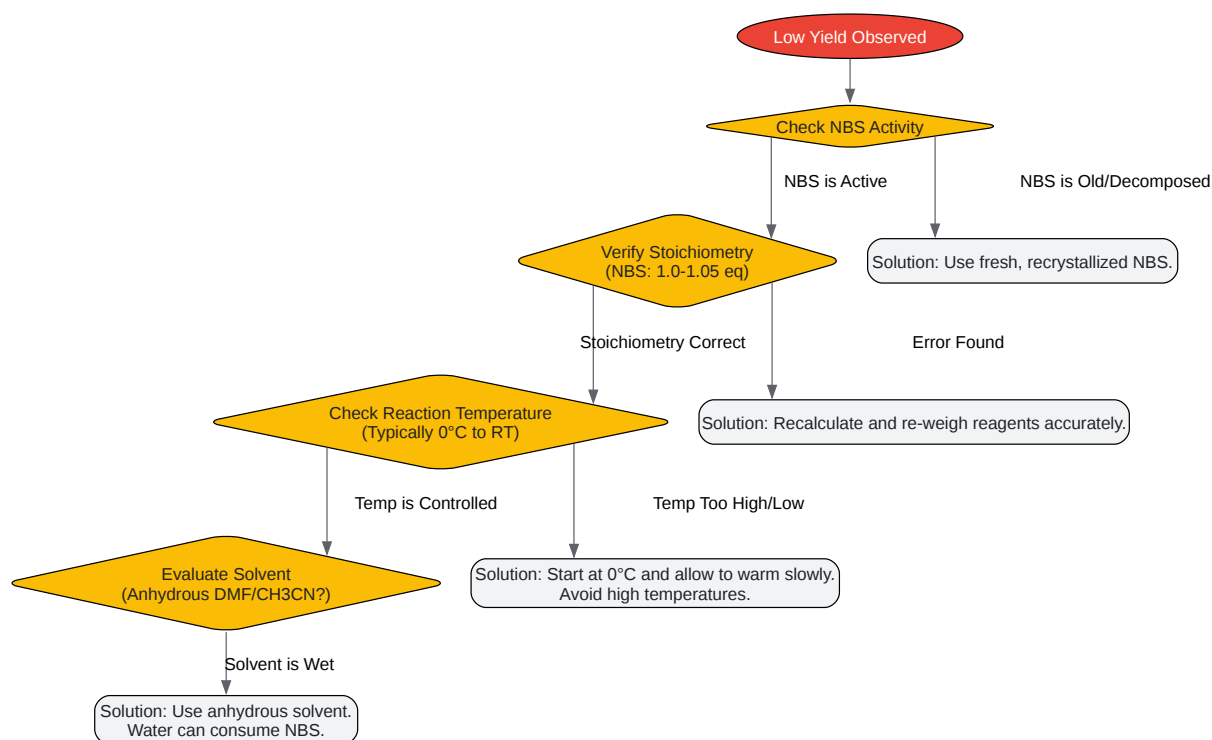 Low Yield Observed
Check NBS Activity
NBS is Active
NBS is Old/Decomposed
Verify Stoichiometry
(NBS: 1.0-1.05 eq)
Solution: Use fresh, recrystallized NBS.
Stoichiometry Correct
Error Found
Check Reaction Temperature
(Typically 0°C to RT)
Solution: Recalculate and re-weigh reagents accurately.
Temp is Controlled
Temp Too High/Low
Evaluate Solvent
(Anhydrous DMF/CH3CN?)
Solution: Start at 0°C and allow to warm slowly.
Avoid high temperatures.
Solvent is Wet
Solution: Use anhydrous solvent.
Water can consume NBS.